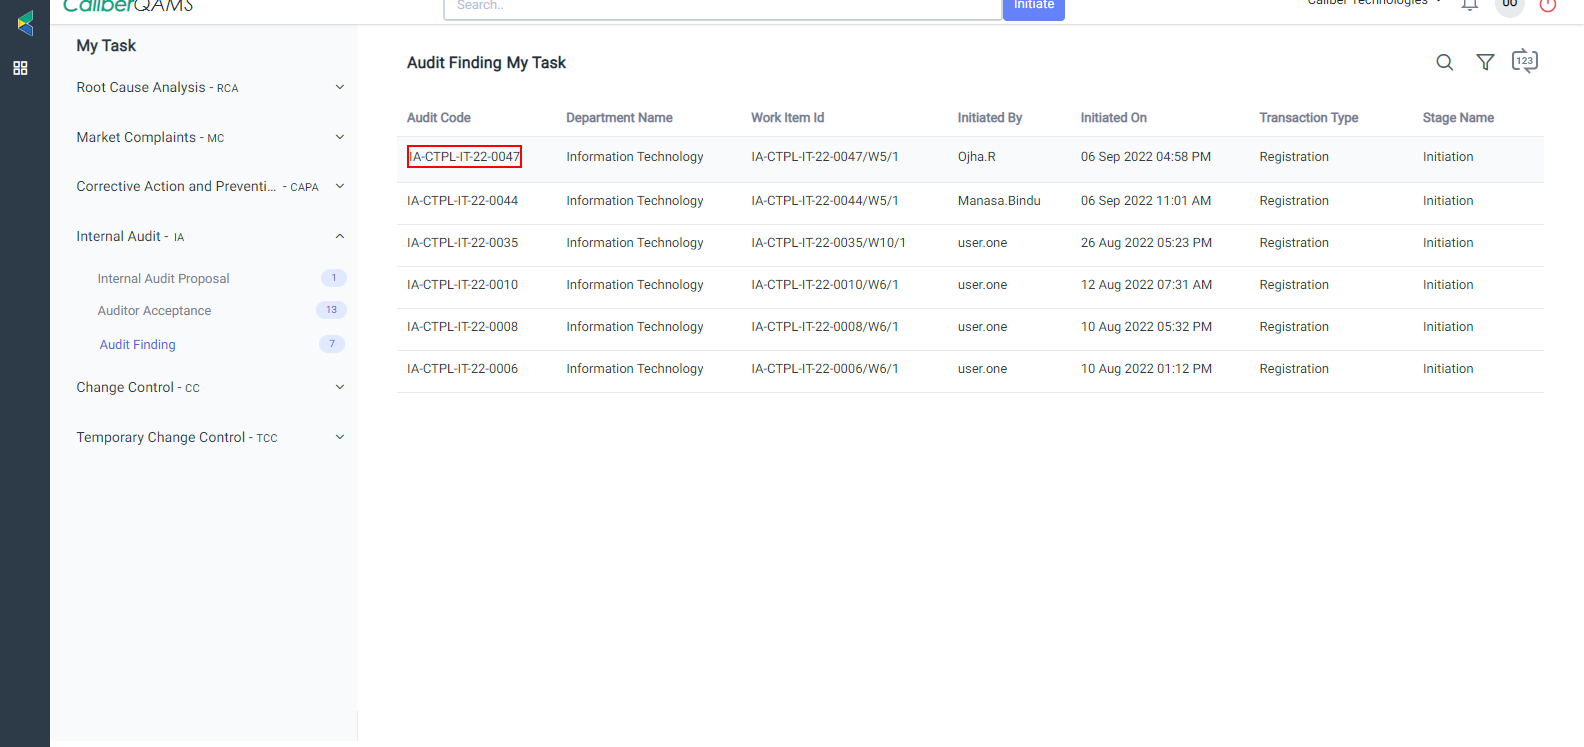 CaliberQAMS
Search..
Initiate
Caliber Technologies
UO
My Task
Root Cause Analysis - RCA
Market Complaints - MC
Corrective Action and Preventi... - CAPA
Internal Audit - IA
Internal Audit Proposal 1
Auditor Acceptance 13
Audit Finding 7
Change Control - CC
Temporary Change Control - TCC
Audit Finding My Task
123
Audit Code Department Name Work Item Id Initiated By Initiated On Transaction Type Stage Name
IA-CTPL-IT-22-0047 Information Technology IA-CTPL-IT-22-0047/W5/1 Ojha.R 06 Sep 2022 04:58 PM Registration Initiation
IA-CTPL-IT-22-0044 Information Technology IA-CTPL-IT-22-0044/W5/1 Manasa.Bindu 06 Sep 2022 11:01 AM Registration Initiation
IA-CTPL-IT-22-0035 Information Technology IA-CTPL-IT-22-0035/W10/1 user.one 26 Aug 2022 05:23 PM Registration Initiation
IA-CTPL-IT-22-0010 Information Technology IA-CTPL-IT-22-0010/W6/1 user.one 12 Aug 2022 07:31 AM Registration Initiation
IA-CTPL-IT-22-0008 Information Technology IA-CTPL-IT-22-0008/W6/1 user.one 10 Aug 2022 05:32 PM Registration Initiation
IA-CTPL-IT-22-0006 Information Technology IA-CTPL-IT-22-0006/W6/1 user.one 10 Aug 2022 01:12 PM Registration Initiation